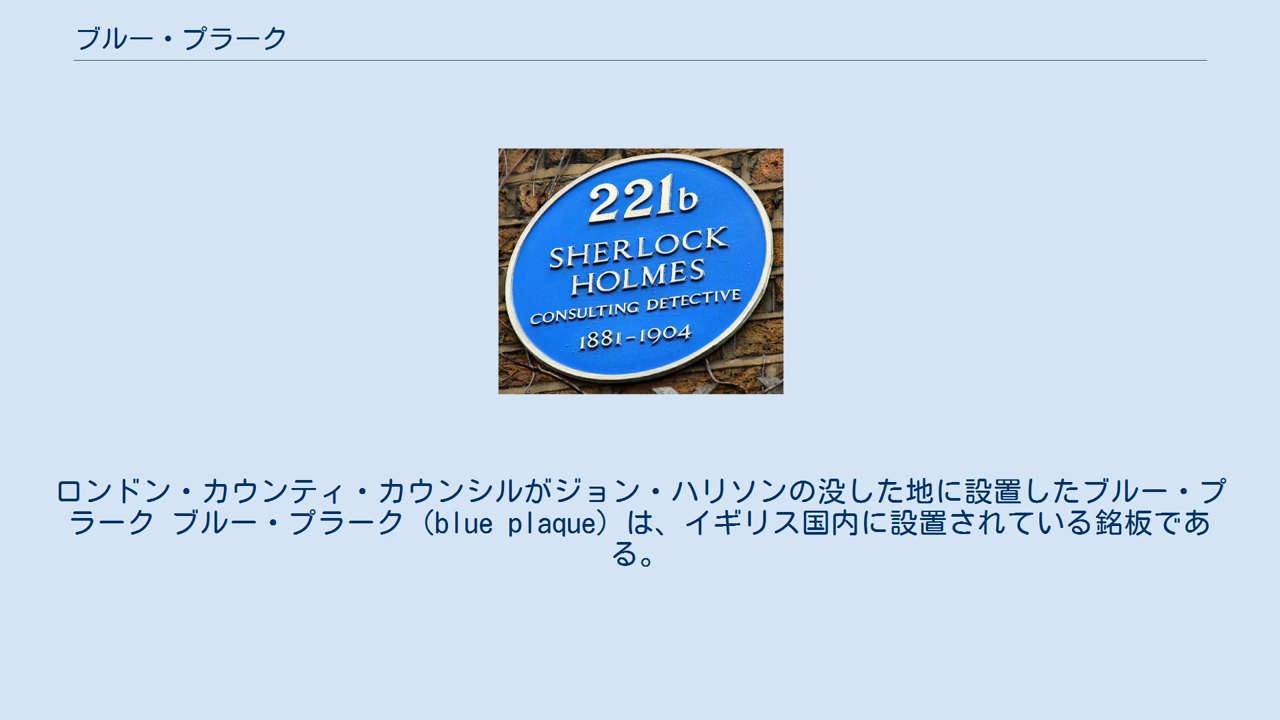 ブルー・プラーク
221b
SHERLOCK
HOLMES
CONSULTING DETECTIVE
1881-1904
ロンドン・カウンティ・カウンシルがジョン・ハリソンの没した地に設置したブルー・プ
ラーク ブルー・プラーク（blue plaque）は、イギリス国内に設置されている銘板であ
る。